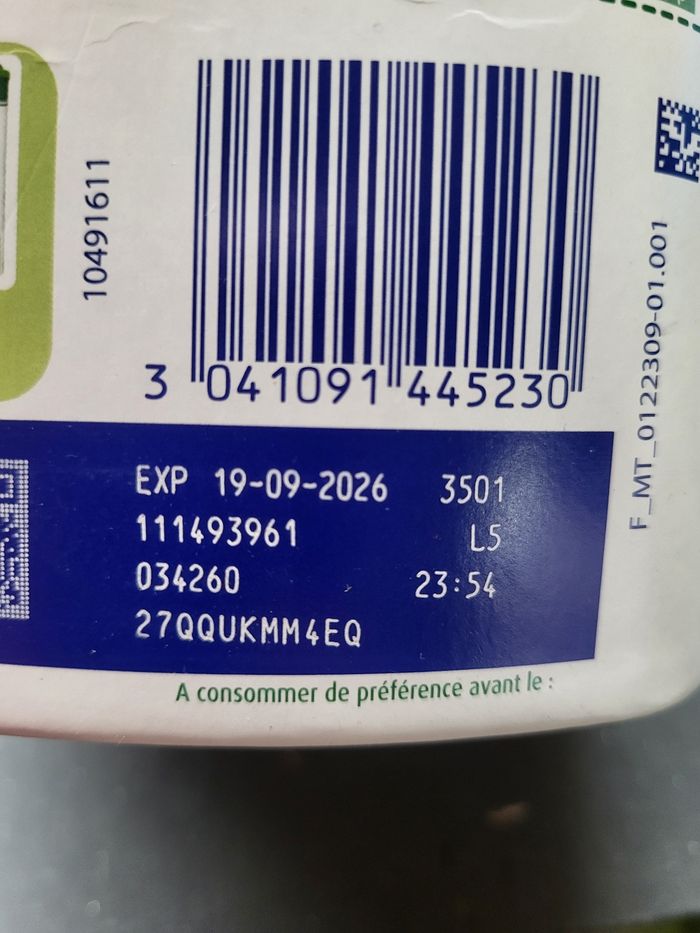 10491611
3 041091 445230
F_MT_0122309-01.001
EXP 19-09-2026 3501
111493961 L5
034260 23:54
27QQUKMM4EQ
A consommer de préférence avant le :